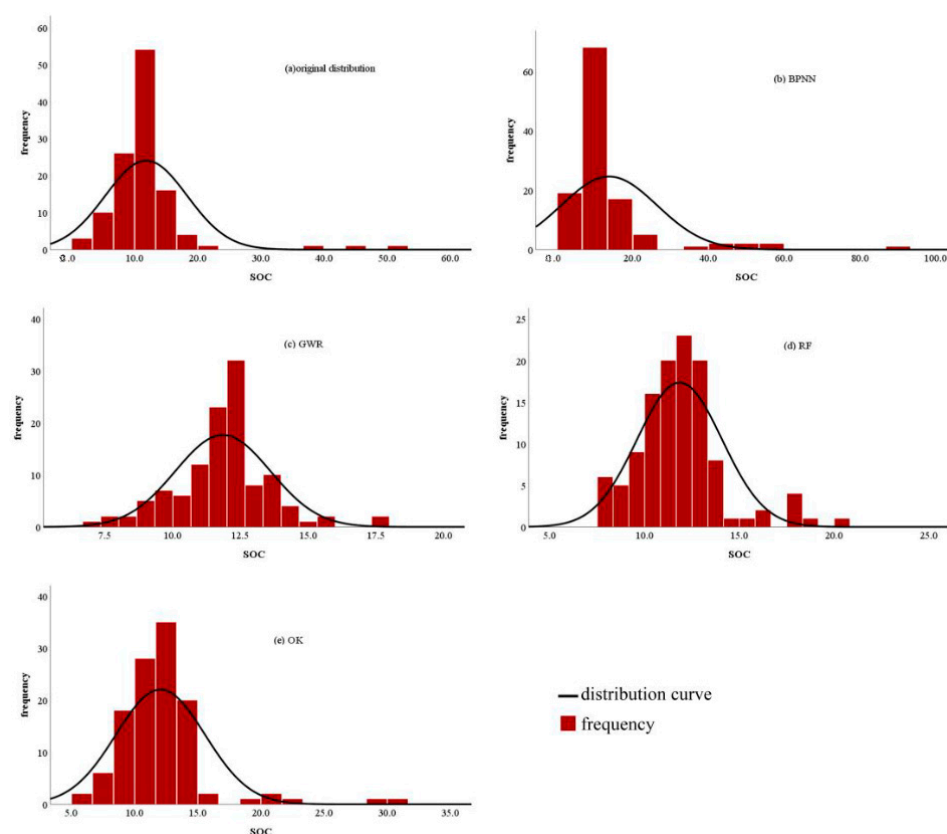 60
50
40
30
20
10
0
frequency
(a)original distribution
.0 10.0 20.0 30.0 40.0 50.0 60.0
SOC
60
40
20
0
frequency
(b) BPNN
.0 20.0 40.0 60.0 80.0 100.0
SOC
40
30
20
10
0
frequency
(c) GWR
7.5 10.0 12.5 15.0 17.5 20.0
SOC
25
20
15
10
5
0
frequency
(d) RF
5.0 10.0 15.0 20.0 25.0
SOC
40
30
20
10
0
frequency
(e) OK
5.0 10.0 15.0 20.0 25.0 30.0 35.0
SOC
distribution curve
frequency